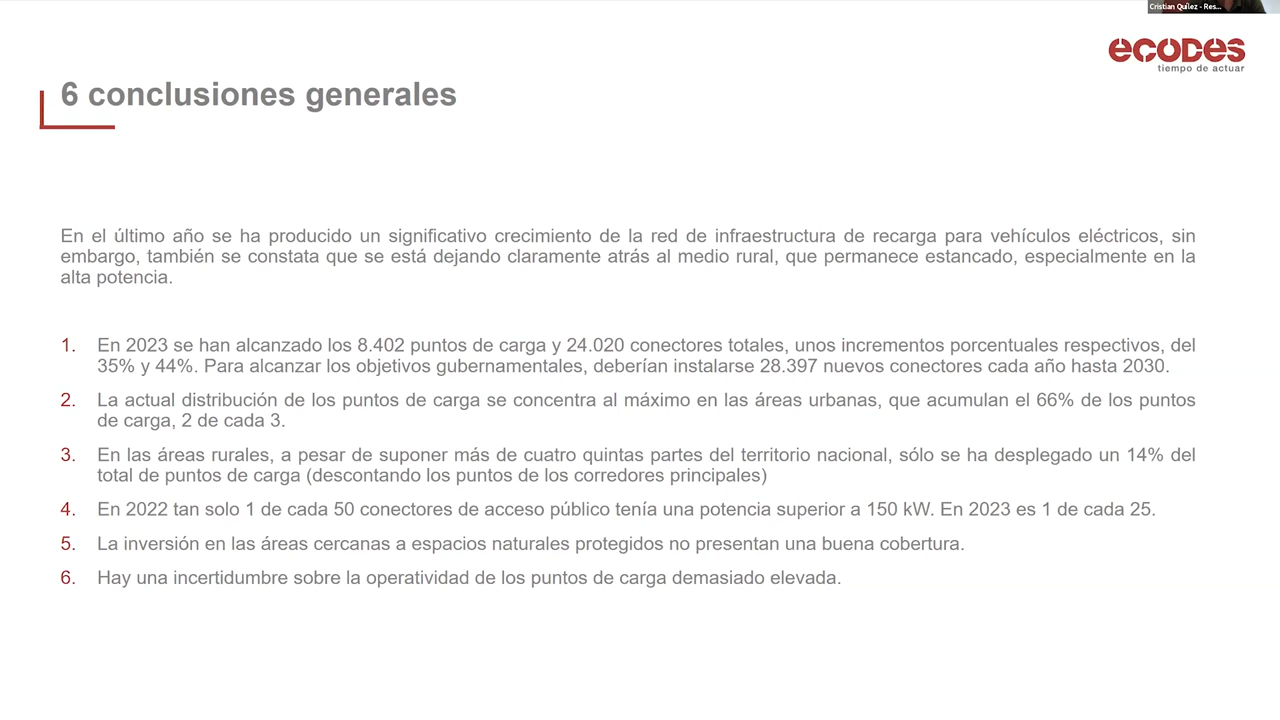 Cristian Quílez - Res...
ecodes
tiempo de actuar
6 conclusiones generales
En el último año se ha producido un significativo crecimiento de la red de infraestructura de recarga para vehículos eléctricos, sin
embargo, también se constata que se está dejando claramente atrás al medio rural, que permanece estancado, especialmente en la
alta potencia.
1. En 2023 se han alcanzado los 8.402 puntos de carga y 24.020 conectores totales, unos incrementos porcentuales respectivos, del
35% y 44%. Para alcanzar los objetivos gubernamentales, deberían instalarse 28.397 nuevos conectores cada año hasta 2030.
2. La actual distribución de los puntos de carga se concentra al máximo en las áreas urbanas, que acumulan el 66% de los puntos
de carga, 2 de cada 3.
3. En las áreas rurales, a pesar de suponer más de cuatro quintas partes del territorio nacional, sólo se ha desplegado un 14% del
total de puntos de carga (descontando los puntos de los corredores principales)
4. En 2022 tan solo 1 de cada 50 conectores de acceso público tenía una potencia superior a 150 kW. En 2023 es 1 de cada 25.
5. La inversión en las áreas cercanas a espacios naturales protegidos no presentan una buena cobertura.
6. Hay una incertidumbre sobre la operatividad de los puntos de carga demasiado elevada.